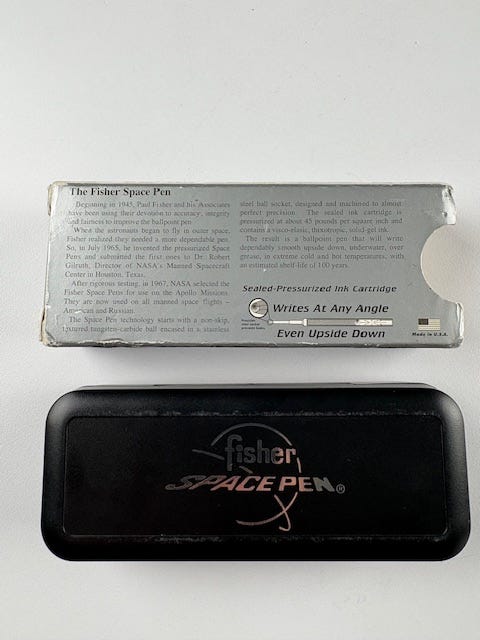 The Fisher Space Pen
Beginning in 1945, Paul Fisher and his Associates
have been using their devotion to accuracy, integrity
and fairness to improve the ballpoint pen.
When the astronauts began to fly in outer space,
Fisher realized they needed a more dependable pen.
So, in July 1965, he invented the pressurized Space
Pens and submitted the first ones to Dr. Robert
Gilruth, Director of NASA's Manned Spacecraft
Center in Houston, Texas.
After rigorous testing, in 1967, NASA selected the
Fisher Space Pens for use on the Apollo Missions.
They are now used on all manned space flights -
American and Russian.
The Space Pen technology starts with a non-skip,
textured tungsten-carbide ball encased in a stainless
steel ball socket, designed and machined to almost
perfect precision. The sealed ink cartridge is
pressurized at about 45 pounds per square inch and
contains a visco-elastic, thixotropic, solid-gel ink.
The result is a ballpoint pen that will write
dependably smooth upside down, underwater, over
grease, in extreme cold and hot temperatures, with
an estimated shelf-life of 100 years.
Sealed-Pressurized Ink Cartridge
Writes At Any Angle
Even Upside Down
Made in U.S.A.
fisher
SPACE PEN®